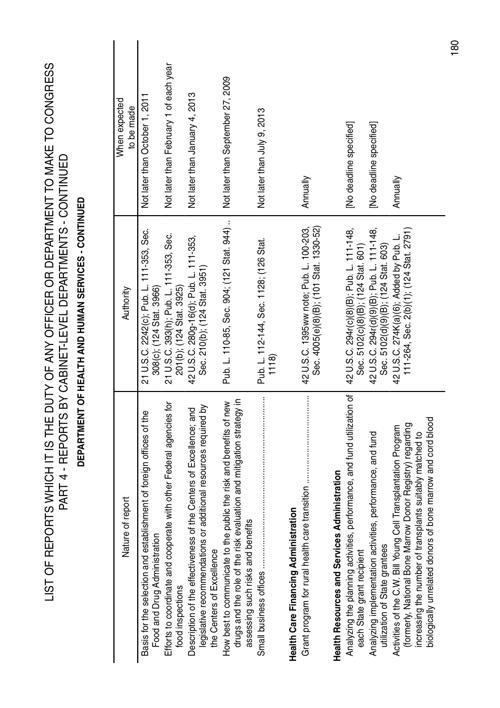 LIST OF REPORTS WHICH IT IS THE DUTY OF ANY OFFICER OR DEPARTMENT TO MAKE TO CONGRESS
PART 4 - REPORTS BY CABINET-LEVEL DEPARTMENTS - CONTINUED
DEPARTMENT OF HEALTH AND HUMAN SERVICES - CONTINUED
Nature of report
Authority
When expected
to be made
Basis for the selection and establishment of foreign offices of the
Food and Drug Administration
21 U.S.C. 2242(c); Pub. L. 111-353, Sec.
308(c); (124 Stat. 3966)
Not later than October 1, 2011
Efforts to coordinate and cooperate with other Federal agencies for
food inspections
21 U.S.C. 393(h); Pub. L. 111-353, Sec.
201(b); (124 Stat. 3925)
Not later than February 1 of each year
Description of the effectiveness of the Centers of Excellence; and
legislative recommendations or additional resources required by
the Centers of Excellence
42 U.S.C. 280g-16(d); Pub. L. 111-353,
Sec. 210(b); (124 Stat. 3951)
Not later than January 4, 2013
How best to communicate to the public the risk and benefits of new
drugs and the role of the risk evaluation and mitigation strategy in
assessing such risks and benefits
Pub. L. 110-85, Sec. 904; (121 Stat. 944)..
Not later than September 27, 2009
Small business offices
Pub. L. 112-144, Sec. 1128; (126 Stat.
1118)
Not later than July 9, 2013
Health Care Financing Administration
Grant program for rural health care transition
42 U.S.C. 1395ww note; Pub. L. 100-203,
Sec. 4005(e)(8)(B); (101 Stat. 1330-52)
Annually
Health Resources and Services Administration
Analyzing the planning activities, performance, and fund utilization of
each State grant recipient
42 U.S.C. 294r(c)(8)(B); Pub. L. 111-148,
Sec. 5102(c)(8)(B); (124 Stat. 601)
[No deadline specified]
Analyzing implementation activities, performance, and fund
utilization of State grantees
42 U.S.C. 294r(d)(9)(B); Pub. L. 111-148,
Sec. 5102(d)(9)(B); (124 Stat. 603)
[No deadline specified]
Activities of the C.W. Bill Young Cell Transplantation Program
(formerly, National Bone Marrow Donor Registry) regarding
increasing the number of transplants suitably matched to
biologically unrelated donors of bone marrow and cord blood
42 U.S.C. 274K(a)(6); Added by Pub. L.
111-264, Sec. 2(b)(1); (124 Stat. 2791)
Annually
180